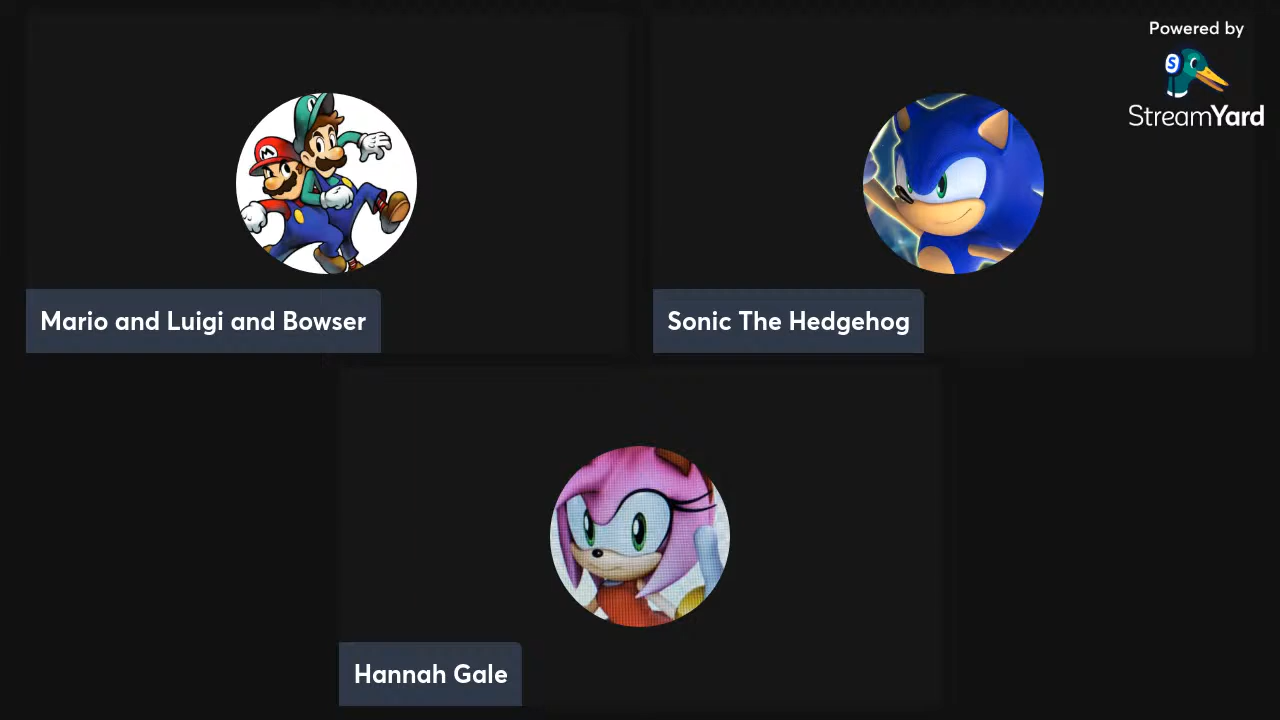 Powered by
S
StreamYard
M
Mario and Luigi and Bowser
Sonic The Hedgehog
Hannah Gale